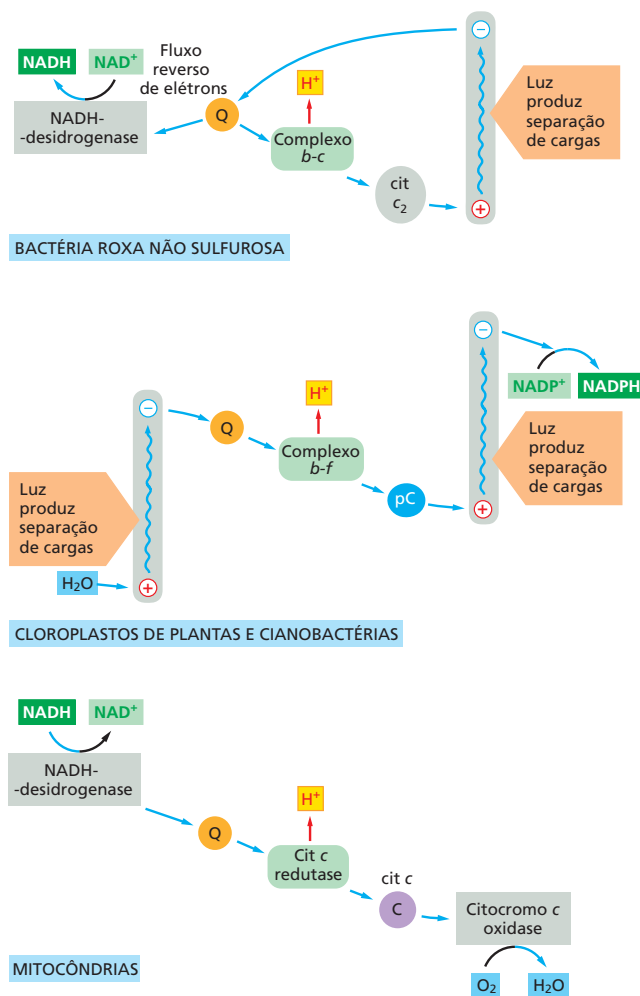 NADH
NAD+
Fluxo
reverso
de elétrons
NADH-
-desidrogenase
Q
H+
Complexo
b-c
cit
c2
−
+
Luz
produz
separação
de cargas
BACTÉRIA ROXA NÃO SULFUROSA
Luz
produz
separação
de cargas
H2O
−
+
Q
H+
Complexo
b-f
pC
−
+
NADP+
NADPH
Luz
produz
separação
de cargas
CLOROPLASTOS DE PLANTAS E CIANOBACTÉRIAS
NADH
NAD+
NADH-
-desidrogenase
Q
H+
Cit c
redutase
cit c
C
Citocromo c
oxidase
O2
H2O
MITOCÔNDRIAS